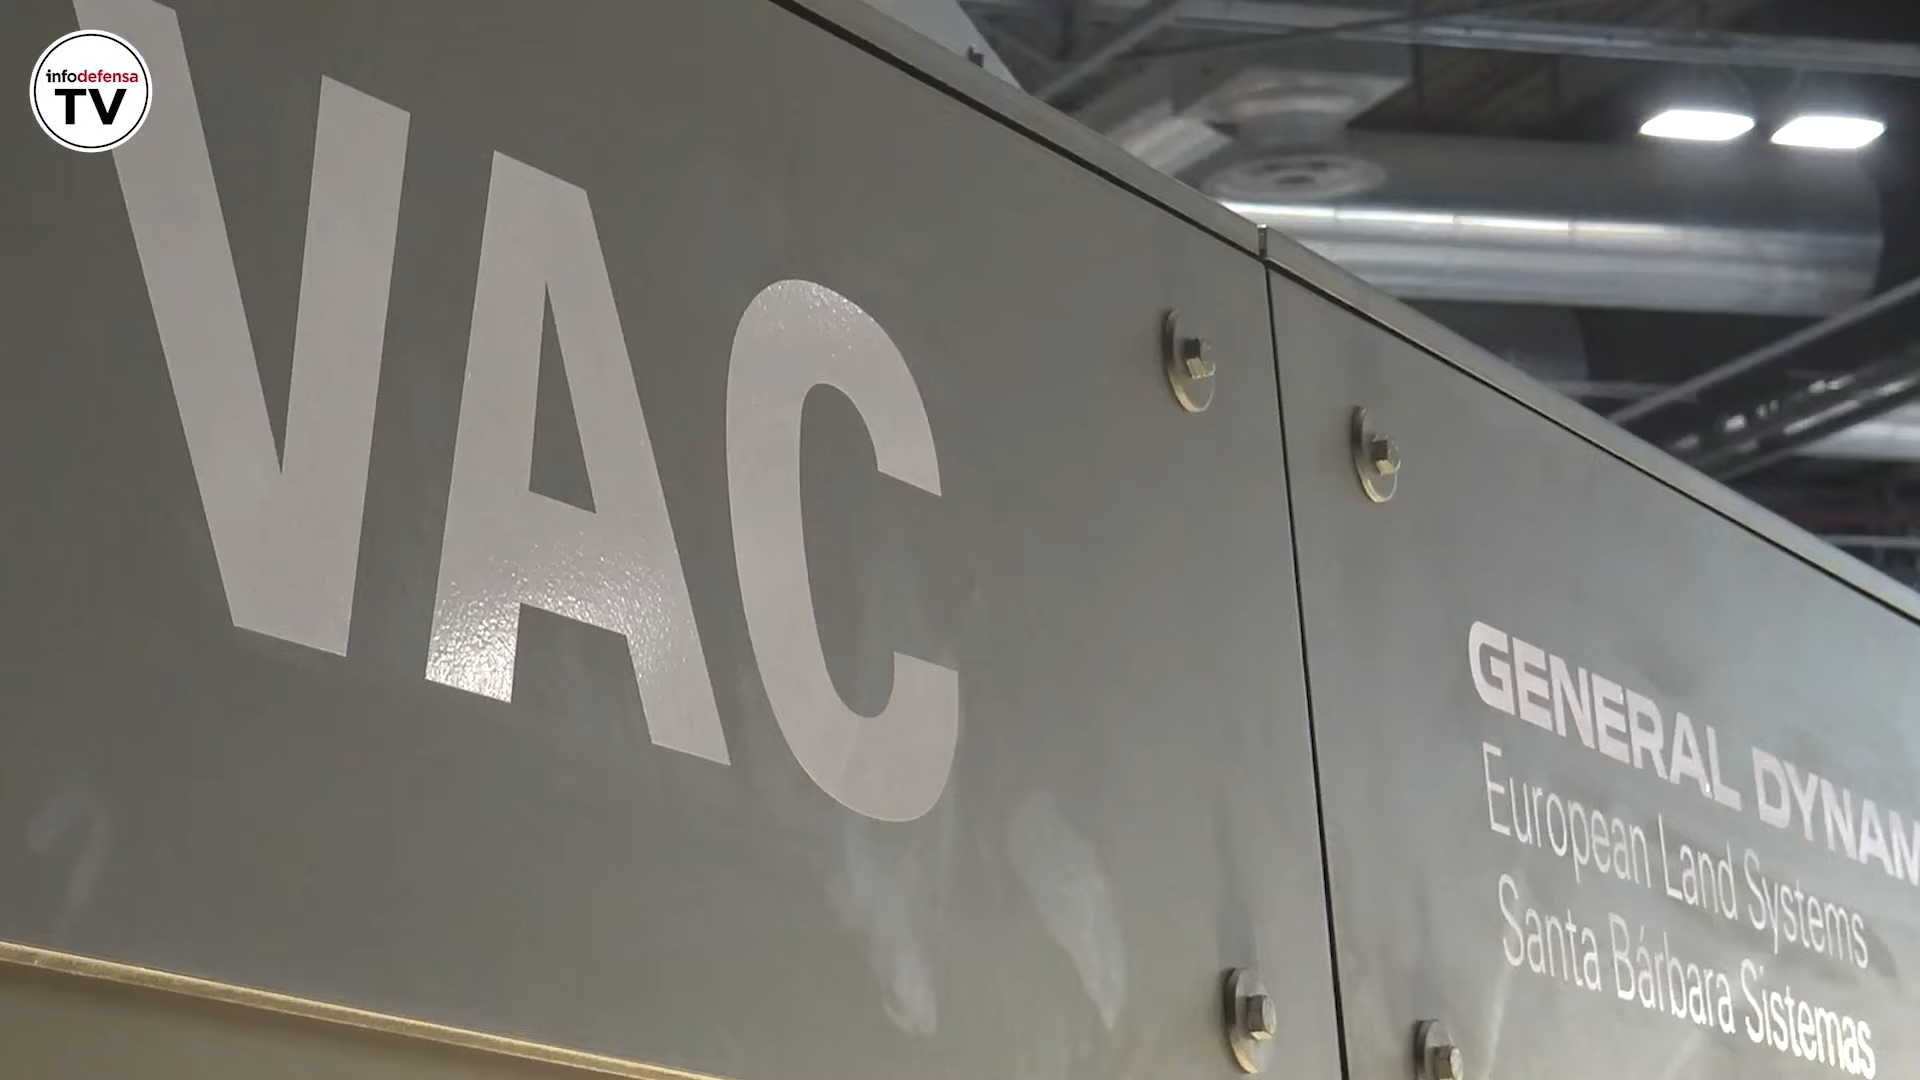 infodefensa
TV
VAC
GENERAL DYNAM
European Land Systems
Santa Bárbara Sistemas